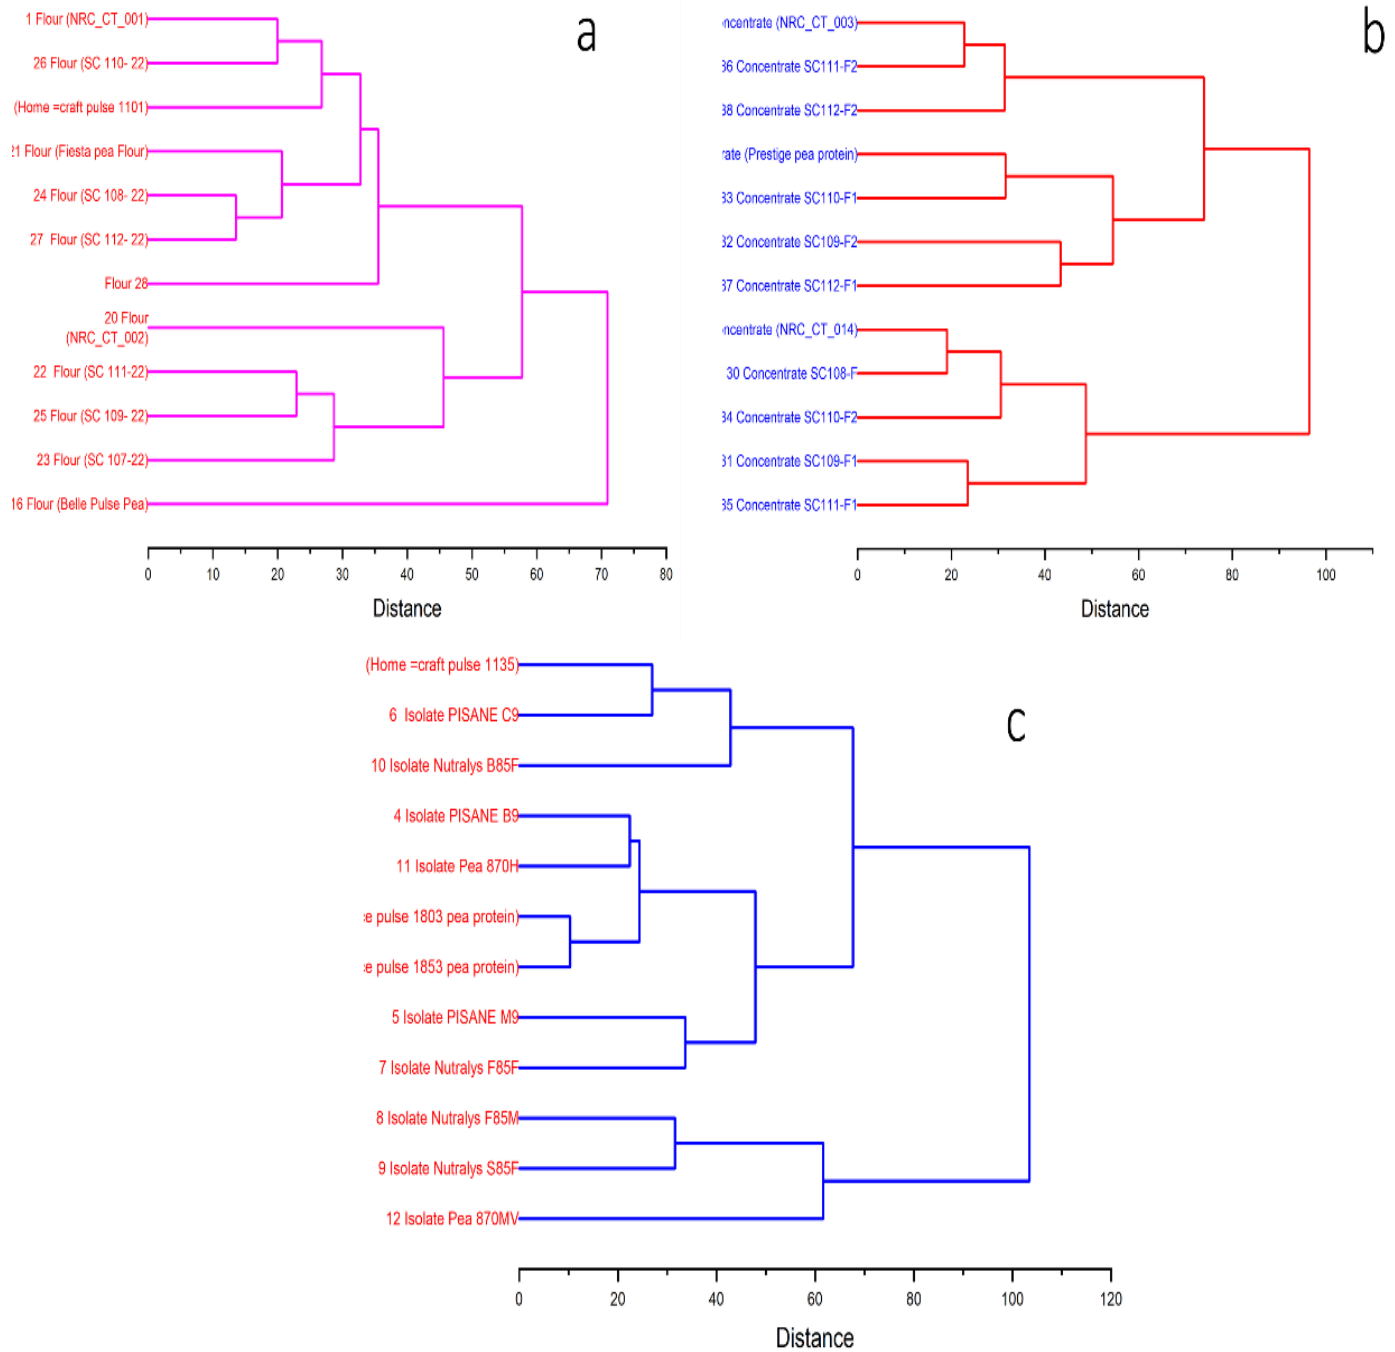 a
1 Flour (NRC_CT_001)
26 Flour (SC 110- 22)
(Home =craft pulse 1101)
21 Flour (Fiesta pea Flour)
24 Flour (SC 108- 22)
27 Flour (SC 112- 22)
Flour 28
20 Flour
(NRC_CT_002)
22 Flour (SC 111-22)
25 Flour (SC 109- 22)
23 Flour (SC 107-22)
16 Flour (Belle Pulse Pea)
0 10 20 30 40 50 60 70 80
Distance
b
ncentrate (NRC_CT_003)
36 Concentrate SC111-F2
38 Concentrate SC112-F2
rate (Prestige pea protein)
33 Concentrate SC110-F1
32 Concentrate SC109-F2
37 Concentrate SC112-F1
ncentrate (NRC_CT_014)
30 Concentrate SC108-F
34 Concentrate SC110-F2
31 Concentrate SC109-F1
35 Concentrate SC111-F1
0 20 40 60 80 100
Distance
c
(Home =craft pulse 1135)
6 Isolate PISANE C9
10 Isolate Nutralys B85F
4 Isolate PISANE B9
11 Isolate Pea 870H
e pulse 1803 pea protein)
e pulse 1853 pea protein)
5 Isolate PISANE M9
7 Isolate Nutralys F85F
8 Isolate Nutralys F85M
9 Isolate Nutralys S85F
12 Isolate Pea 870MV
0 20 40 60 80 100 120
Distance